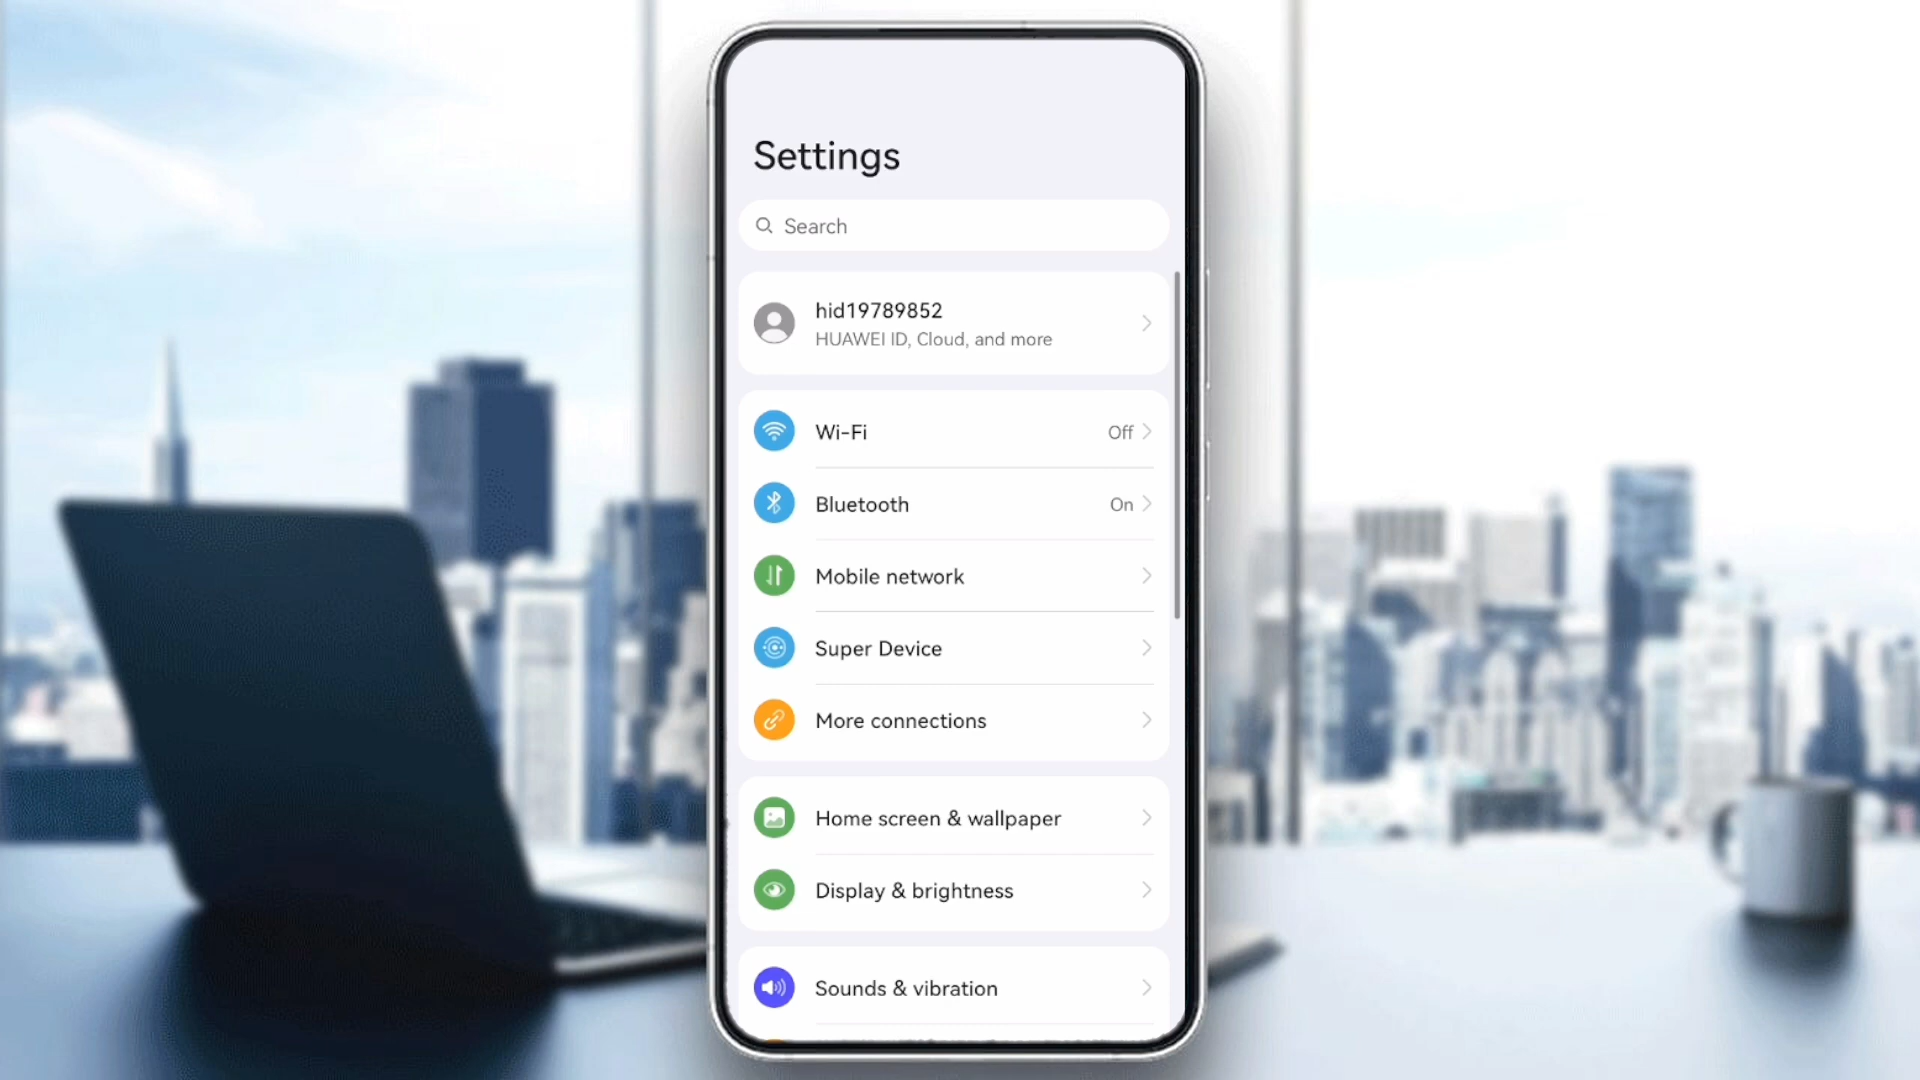 Settings
Search
hid19789852
HUAWEI ID, Cloud, and more
Wi-Fi
Off
Bluetooth
On
Mobile network
Super Device
More connections
Home screen & wallpaper
Display & brightness
Sounds & vibration